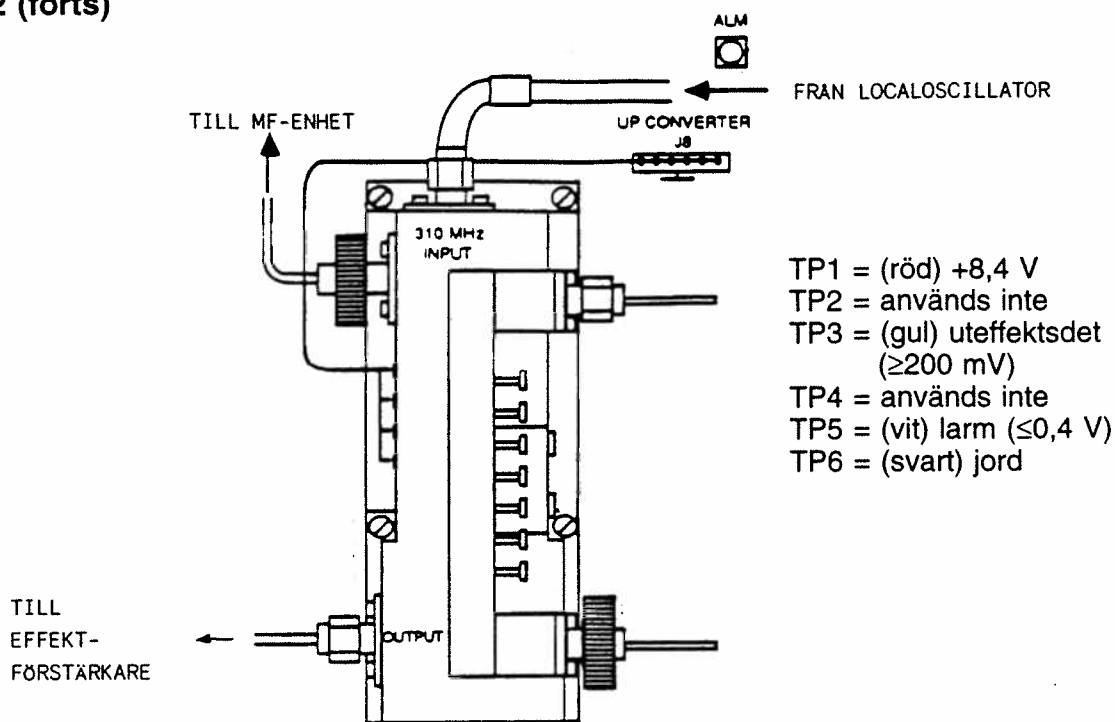 (forts)
ALM
FRAN LOCALOSCILLATOR
TILL MF-ENHET
UP CONVERTER
J8
310 MHz
INPUT
TP1 = (röd) +8,4 V
TP2 = används inte
TP3 = (gul) uteffektsdet
(≥200 mV)
TP4 = används inte
TP5 = (vit) larm (≤0,4 V)
TP6 = (svart) jord
TILL
EFFEKT-
FÖRSTÄRKARE
OUTPUT